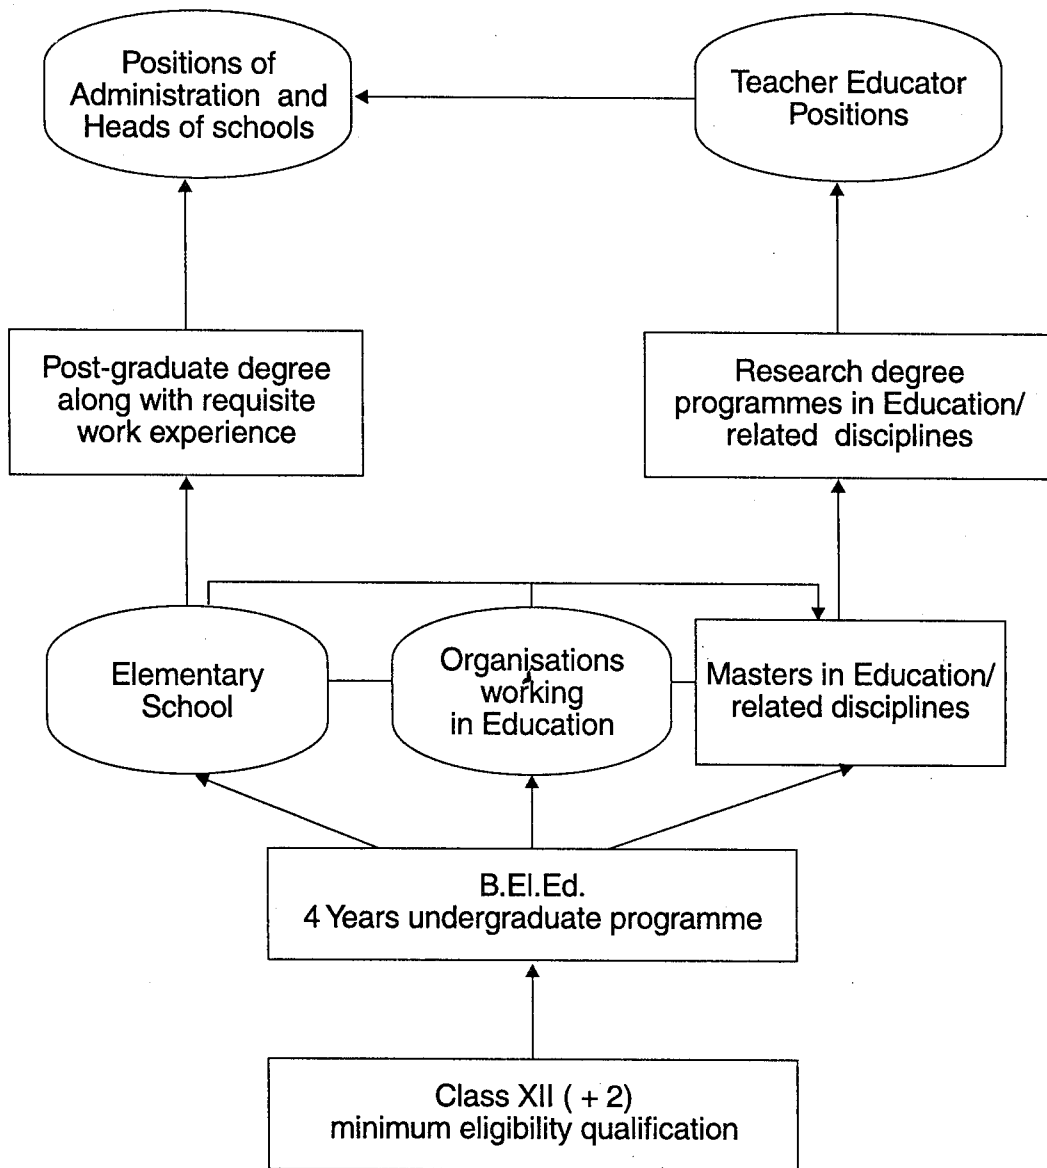 Positions of
Administration and
Heads of schools
Teacher Educator
Positions
Post-graduate degree
along with requisite
work experience
Research degree
programmes in Education/
related disciplines
Elementary
School
Organisations
working
in Education
Masters in Education/
related disciplines
B.El.Ed.
4 Years undergraduate programme
Class XII ( + 2)
minimum eligibility qualification